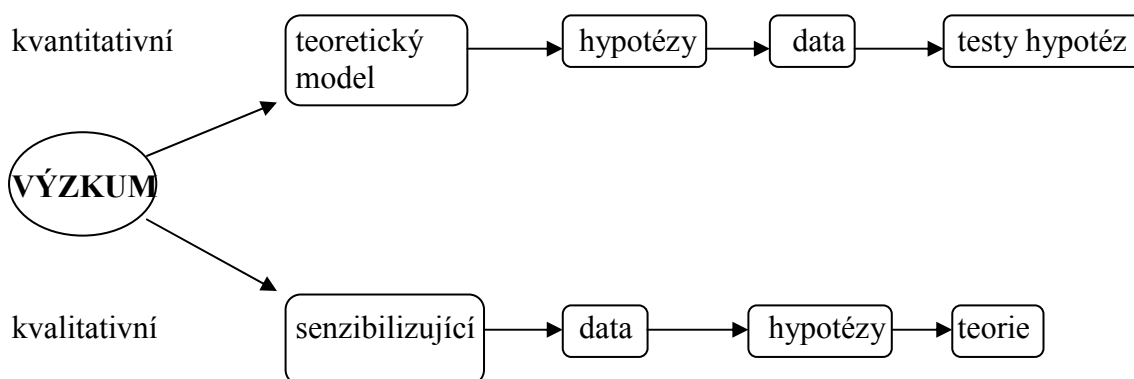 kvantitativní
teoretický
model
hypotézy
data
testy hypotéz
VÝZKUM
kvalitativní
senzibilizující
data
hypotézy
teorie